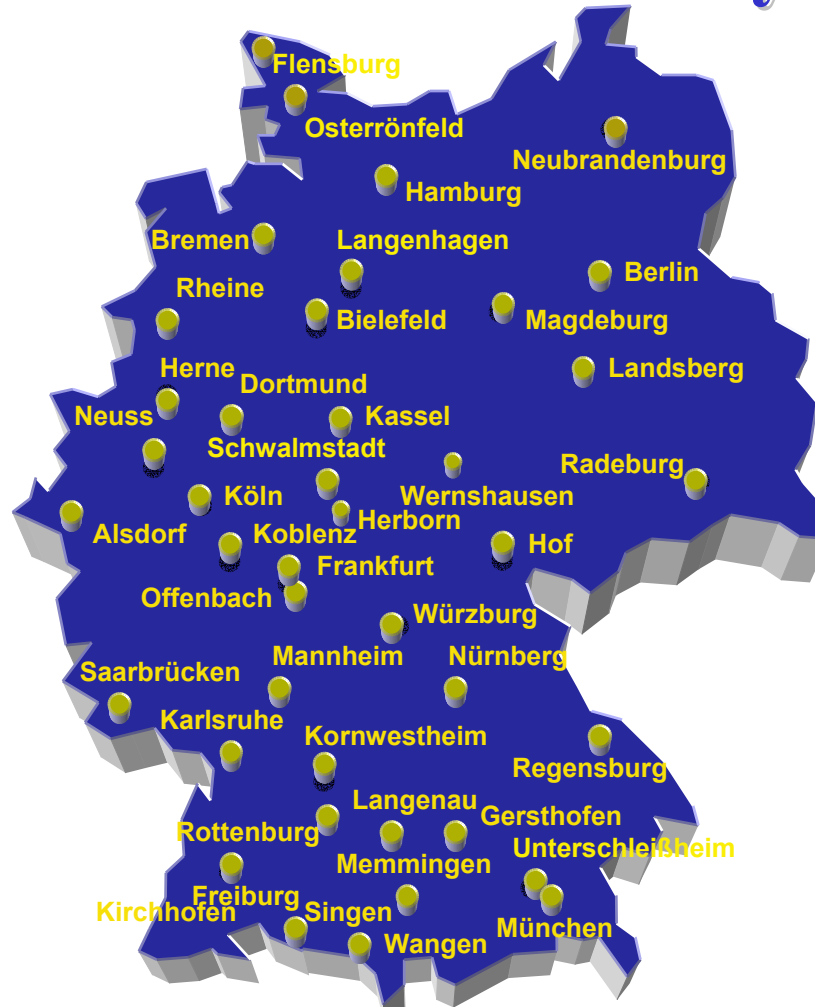 Flensburg
Osterrönfeld
Neubrandenburg
Hamburg
Bremen
Langenhagen
Berlin
Rheine
Bielefeld
Magdeburg
Herne
Dortmund
Landsberg
Neuss
Kassel
Schwalmstadt
Radeburg
Köln
Wernshausen
Herborn
Alsdorf
Koblenz
Hof
Frankfurt
Offenbach
Würzburg
Mannheim
Nürnberg
Saarbrücken
Karlsruhe
Kornwestheim
Regensburg
Langenau
Gersthofen
Rottenburg
Unterschleißheim
Memmingen
Freiburg
Kirchhofen
Singen
München
Wangen